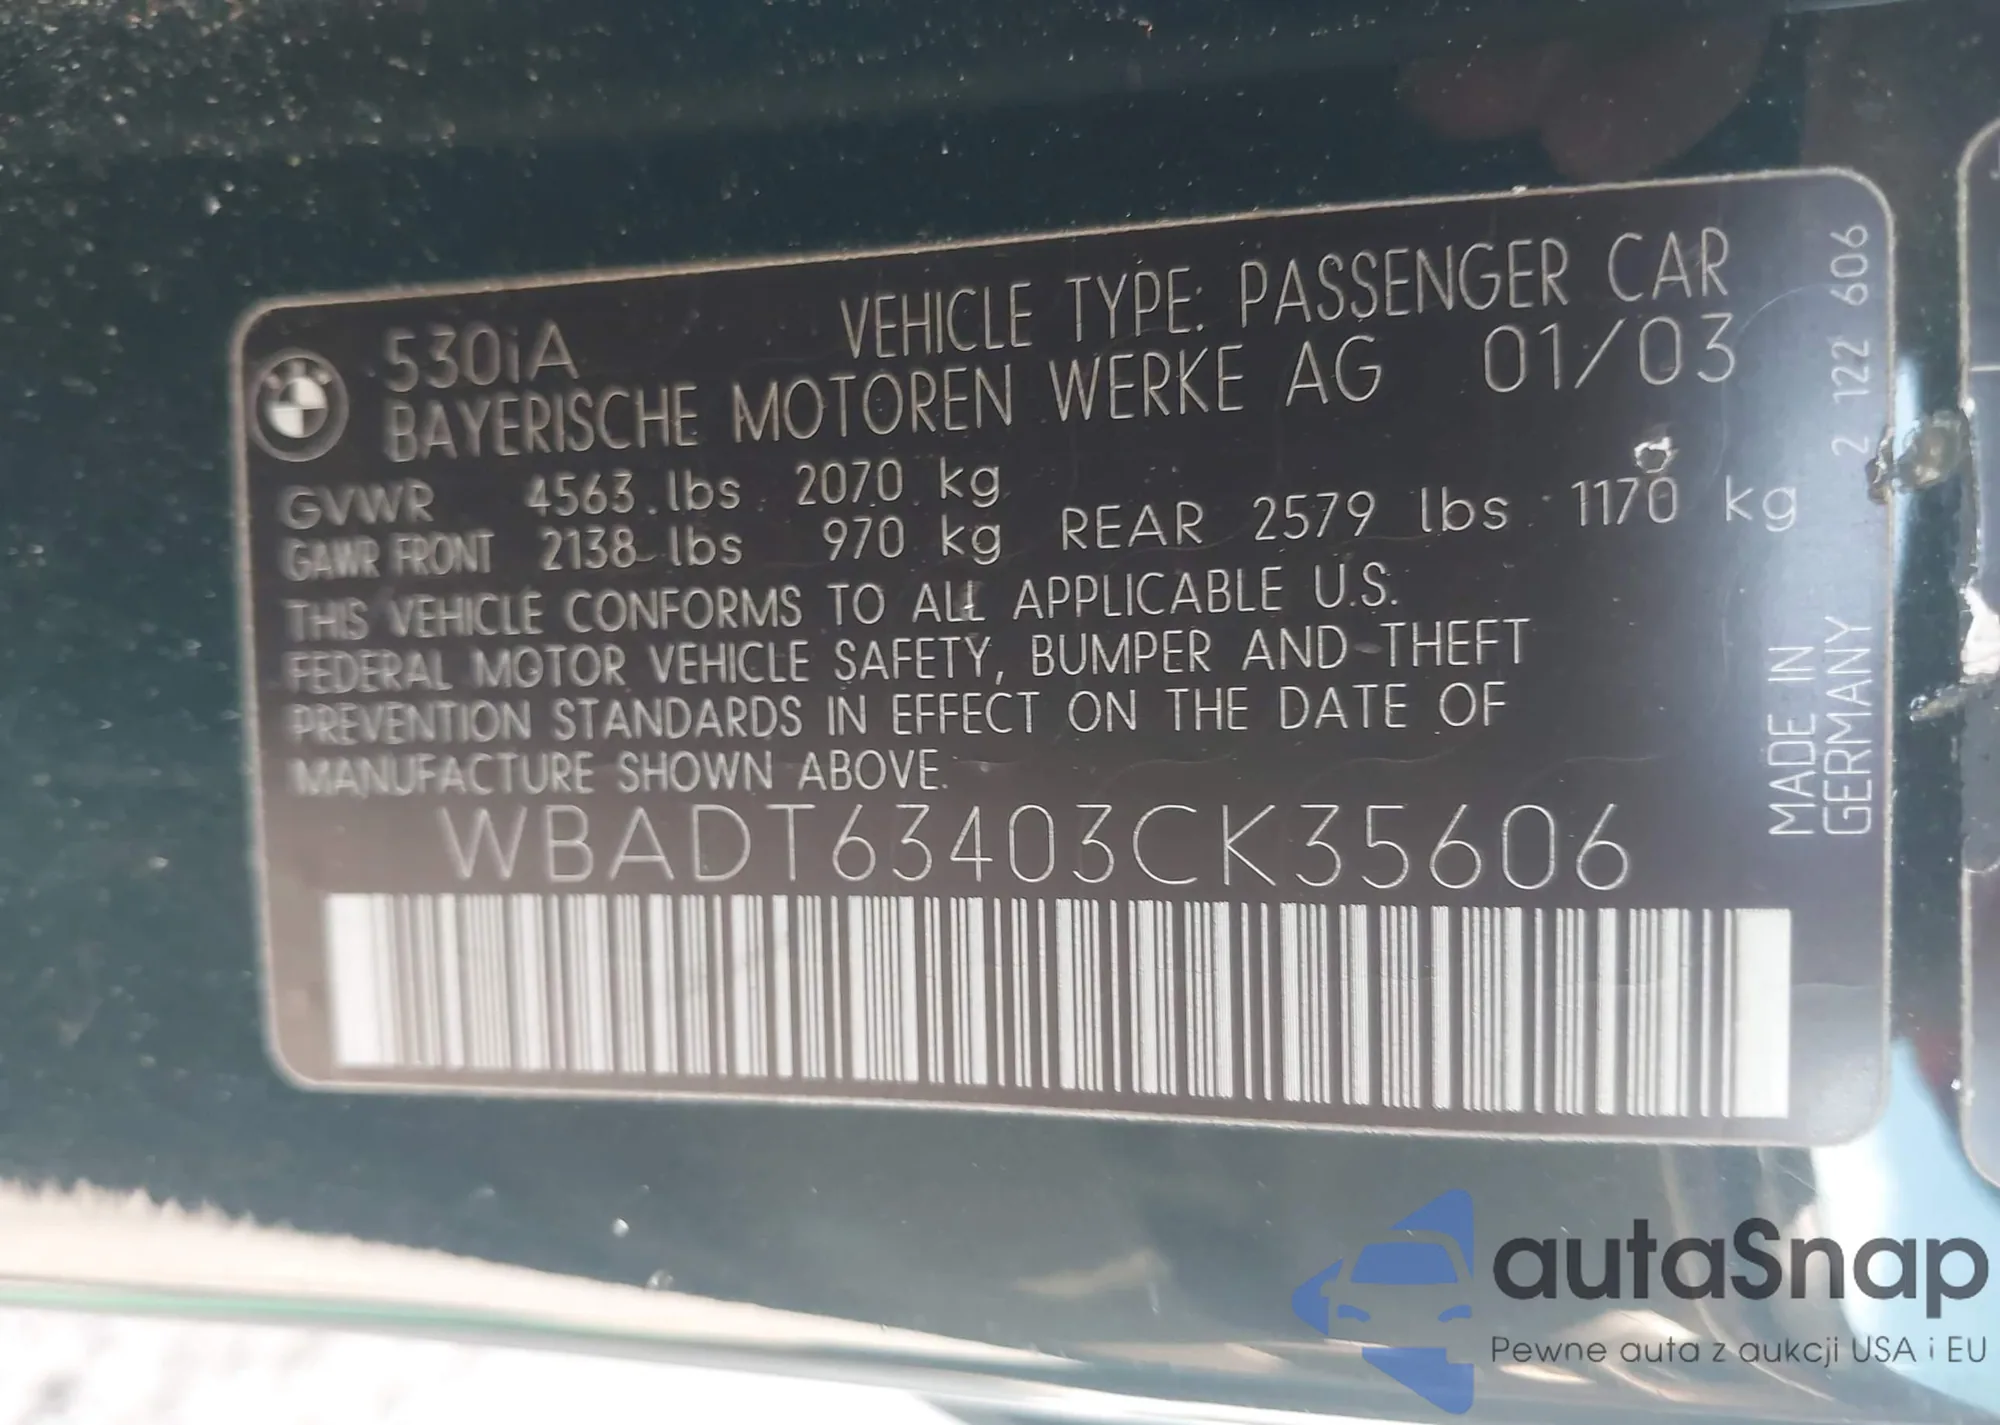 530iA
VEHICLE TYPE: PASSENGER CAR
BAYERISCHE MOTOREN WERKE AG 01/03
GVWR 4563 lbs 2070 kg
GAWR FRONT 2138 lbs 970 kg REAR 2579 lbs 1170 kg
THIS VEHICLE CONFORMS TO ALL APPLICABLE U.S.
FEDERAL MOTOR VEHICLE SAFETY, BUMPER AND THEFT
PREVENTION STANDARDS IN EFFECT ON THE DATE OF
MANUFACTURE SHOWN ABOVE.
WBADT63403CK35606
MADE IN
GERMANY
2 122 606
autaSnap
Pewne auta z aukcji USA i EU